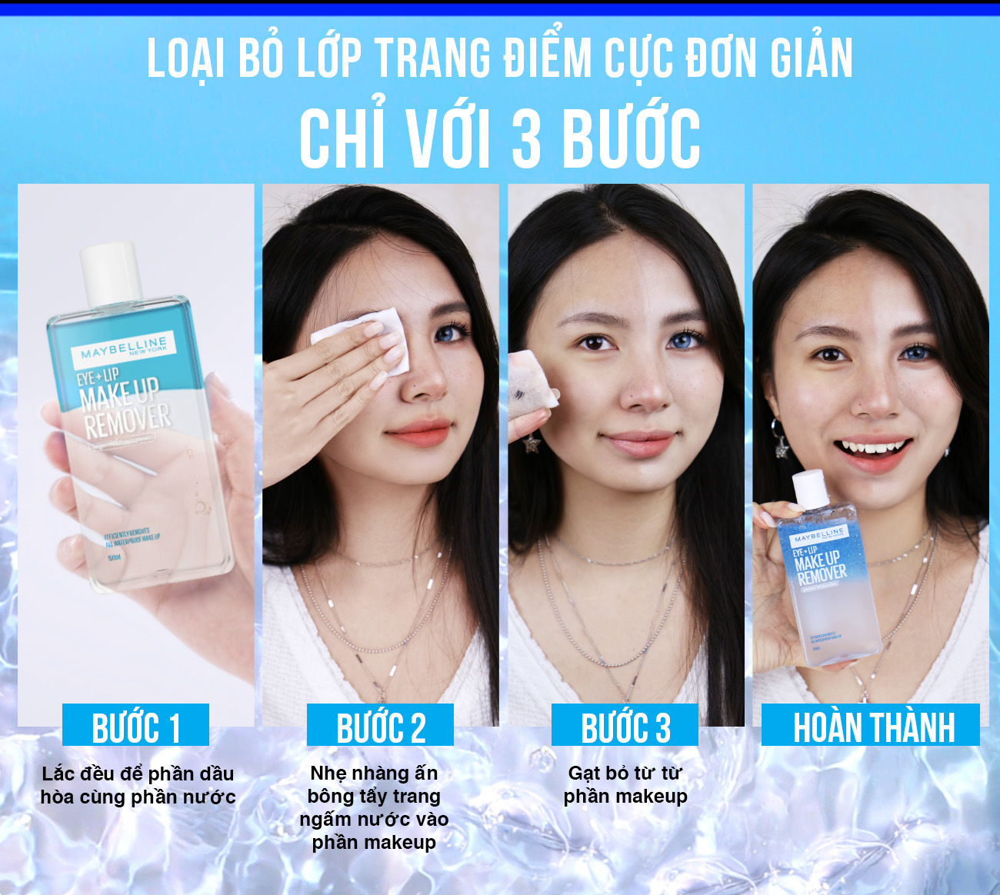 LOẠI BỎ LỚP TRANG ĐIỂM CỰC ĐƠN GIẢN
CHỈ VỚI 3 BƯỚC
MAYBELLINE
NEW YORK
EYE+LIP
MAKE UP
REMOVER
EFFICIENTLY REMOVES
ALL WATERPROOF MAKE UP
150ml
MAYBELLINE
NEW YORK
EYE+LIP
MAKE UP
REMOVER
BƯỚC 1
BƯỚC 2
BƯỚC 3
HOÀN THÀNH
Lắc đều để phần dầu
hòa cùng phần nước
Nhẹ nhàng ấn
bông tẩy trang
ngấm nước vào
phần makeup
Gạt bỏ từ từ
phần makeup